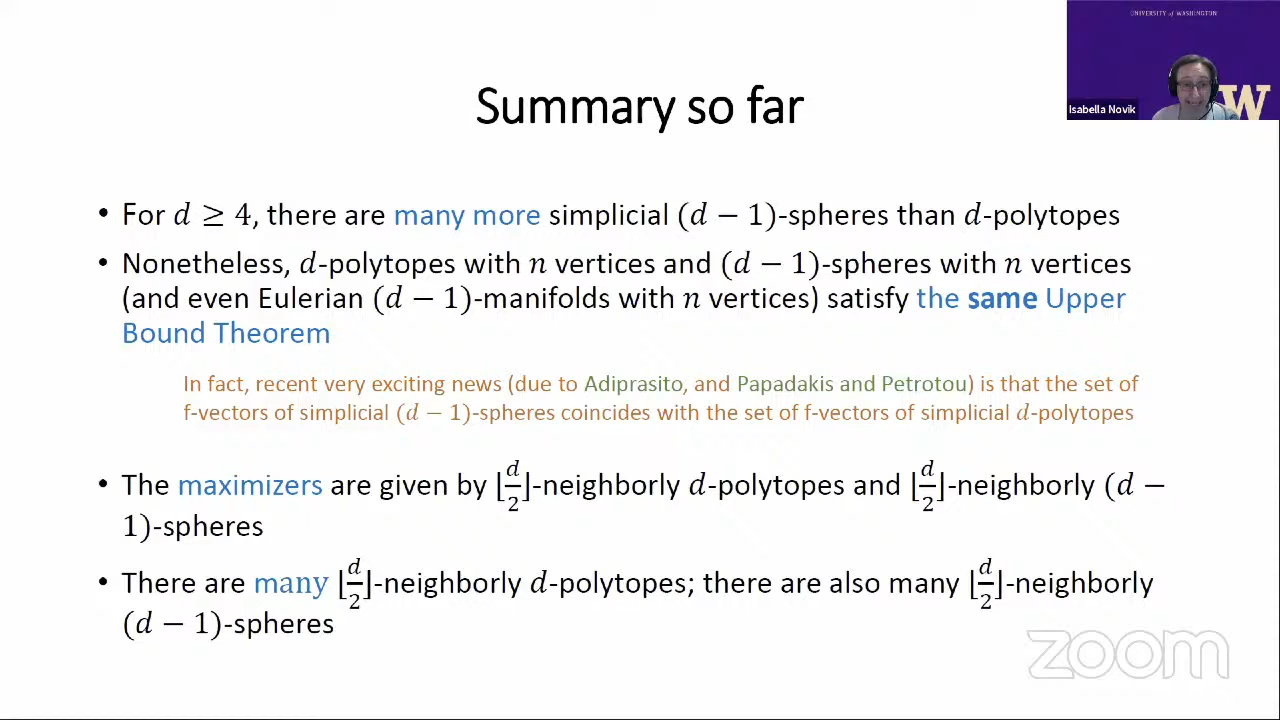 UNIVERSITY of WASHINGTON
W
Isabella Novik
Summary so far
• For d ≥ 4, there are many more simplicial (d − 1)-spheres than d-polytopes
• Nonetheless, d-polytopes with n vertices and (d − 1)-spheres with n vertices
(and even Eulerian (d − 1)-manifolds with n vertices) satisfy the same Upper
Bound Theorem
In fact, recent very exciting news (due to Adiprasito, and Papadakis and Petrotou) is that the set of
f-vectors of simplicial (d − 1)-spheres coincides with the set of f-vectors of simplicial d-polytopes
• The maximizers are given by ⌊d/2⌋-neighborly d-polytopes and ⌊d/2⌋-neighborly (d −
1)-spheres
• There are many ⌊d/2⌋-neighborly d-polytopes; there are also many ⌊d/2⌋-neighborly
(d − 1)-spheres
zoom